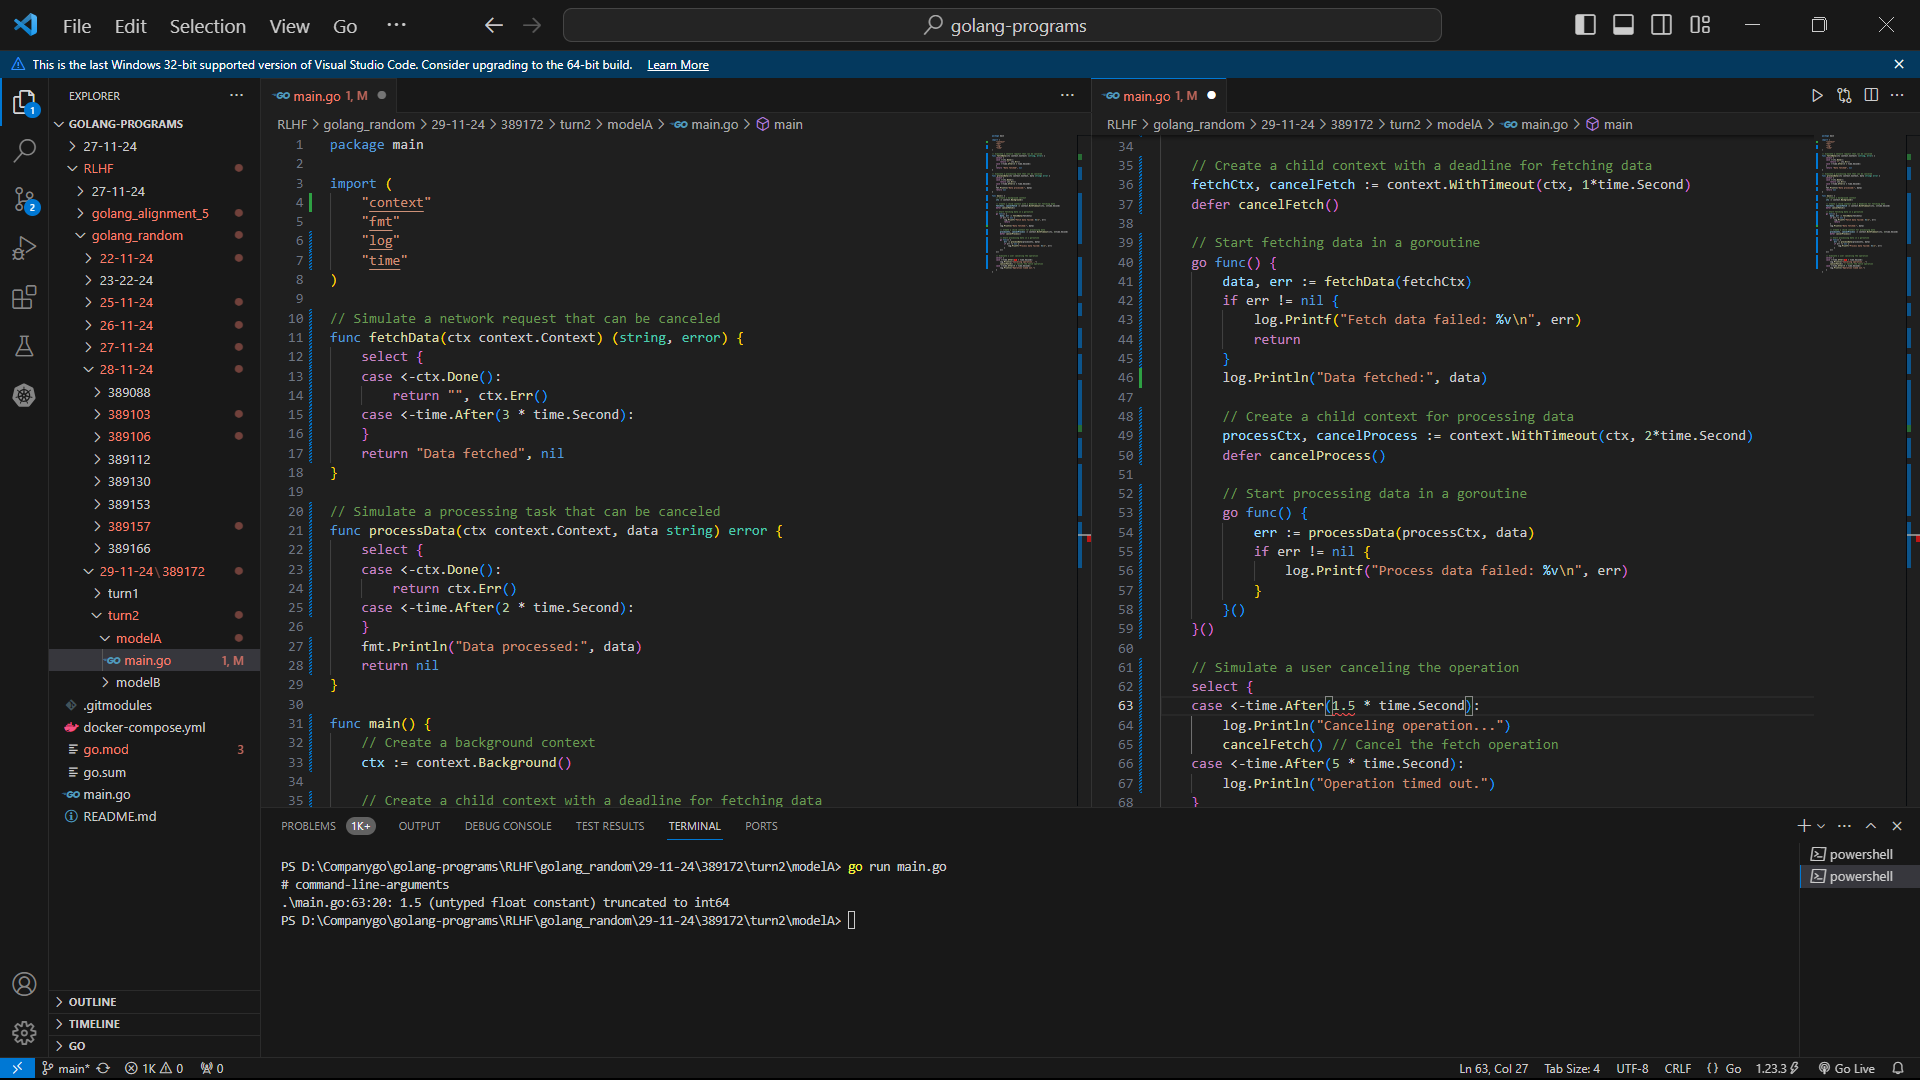 File Edit Selection View Go ··· golang-programs
This is the last Windows 32-bit supported version of Visual Studio Code. Consider upgrading to the 64-bit build. Learn More
EXPLORER
GOLANG-PROGRAMS
27-11-24
RLHF
27-11-24
golang_alignment_5
golang_random
22-11-24
23-22-24
25-11-24
26-11-24
27-11-24
28-11-24
389088
389103
389106
389112
389130
389153
389157
389166
29-11-24\389172
turn1
turn2
modelA
main.go 1, M
modelB
.gitmodules
docker-compose.yml
go.mod 3
go.sum
main.go
README.md
OUTLINE
TIMELINE
GO
1
2
main.go 1, M
RLHF > golang_random > 29-11-24 > 389172 > turn2 > modelA > main.go > main
1 package main
2
3 import (
4 "context"
5 "fmt"
6 "log"
7 "time"
8 )
9
10 // Simulate a network request that can be canceled
11 func fetchData(ctx context.Context) (string, error) {
12 select {
13 case <-ctx.Done():
14 return "", ctx.Err()
15 case <-time.After(3 * time.Second):
16 }
17 return "Data fetched", nil
18 }
19
20 // Simulate a processing task that can be canceled
21 func processData(ctx context.Context, data string) error {
22 select {
23 case <-ctx.Done():
24 return ctx.Err()
25 case <-time.After(2 * time.Second):
26 }
27 fmt.Println("Data processed:", data)
28 return nil
29 }
30
31 func main() {
32 // Create a background context
33 ctx := context.Background()
34
35 // Create a child context with a deadline for fetching data
main.go 1, M
RLHF > golang_random > 29-11-24 > 389172 > turn2 > modelA > main.go > main
34
35 // Create a child context with a deadline for fetching data
36 fetchCtx, cancelFetch := context.WithTimeout(ctx, 1*time.Second)
37 defer cancelFetch()
38
39 // Start fetching data in a goroutine
40 go func() {
41 data, err := fetchData(fetchCtx)
42 if err != nil {
43 log.Printf("Fetch data failed: %v\n", err)
44 return
45 }
46 log.Println("Data fetched:", data)
47
48 // Create a child context for processing data
49 processCtx, cancelProcess := context.WithTimeout(ctx, 2*time.Second)
50 defer cancelProcess()
51
52 // Start processing data in a goroutine
53 go func() {
54 err := processData(processCtx, data)
55 if err != nil {
56 log.Printf("Process data failed: %v\n", err)
57 }
58 }()
59 }()
60
61 // Simulate a user canceling the operation
62 select {
63 case <-time.After(1.5 * time.Second):
64 log.Println("Canceling operation...")
65 cancelFetch() // Cancel the fetch operation
66 case <-time.After(5 * time.Second):
67 log.Println("Operation timed out.")
68 }
PROBLEMS 1K+ OUTPUT DEBUG CONSOLE TEST RESULTS TERMINAL PORTS
PS D:\Companygo\golang-programs\RLHF\golang_random\29-11-24\389172\turn2\modelA> go run main.go
# command-line-arguments
.\main.go:63:20: 1.5 (untyped float constant) truncated to int64
PS D:\Companygo\golang-programs\RLHF\golang_random\29-11-24\389172\turn2\modelA>
powershell
powershell
main* 1K 0 0 Ln 63, Col 27 Tab Size: 4 UTF-8 CRLF {} Go 1.23.3 Go Live